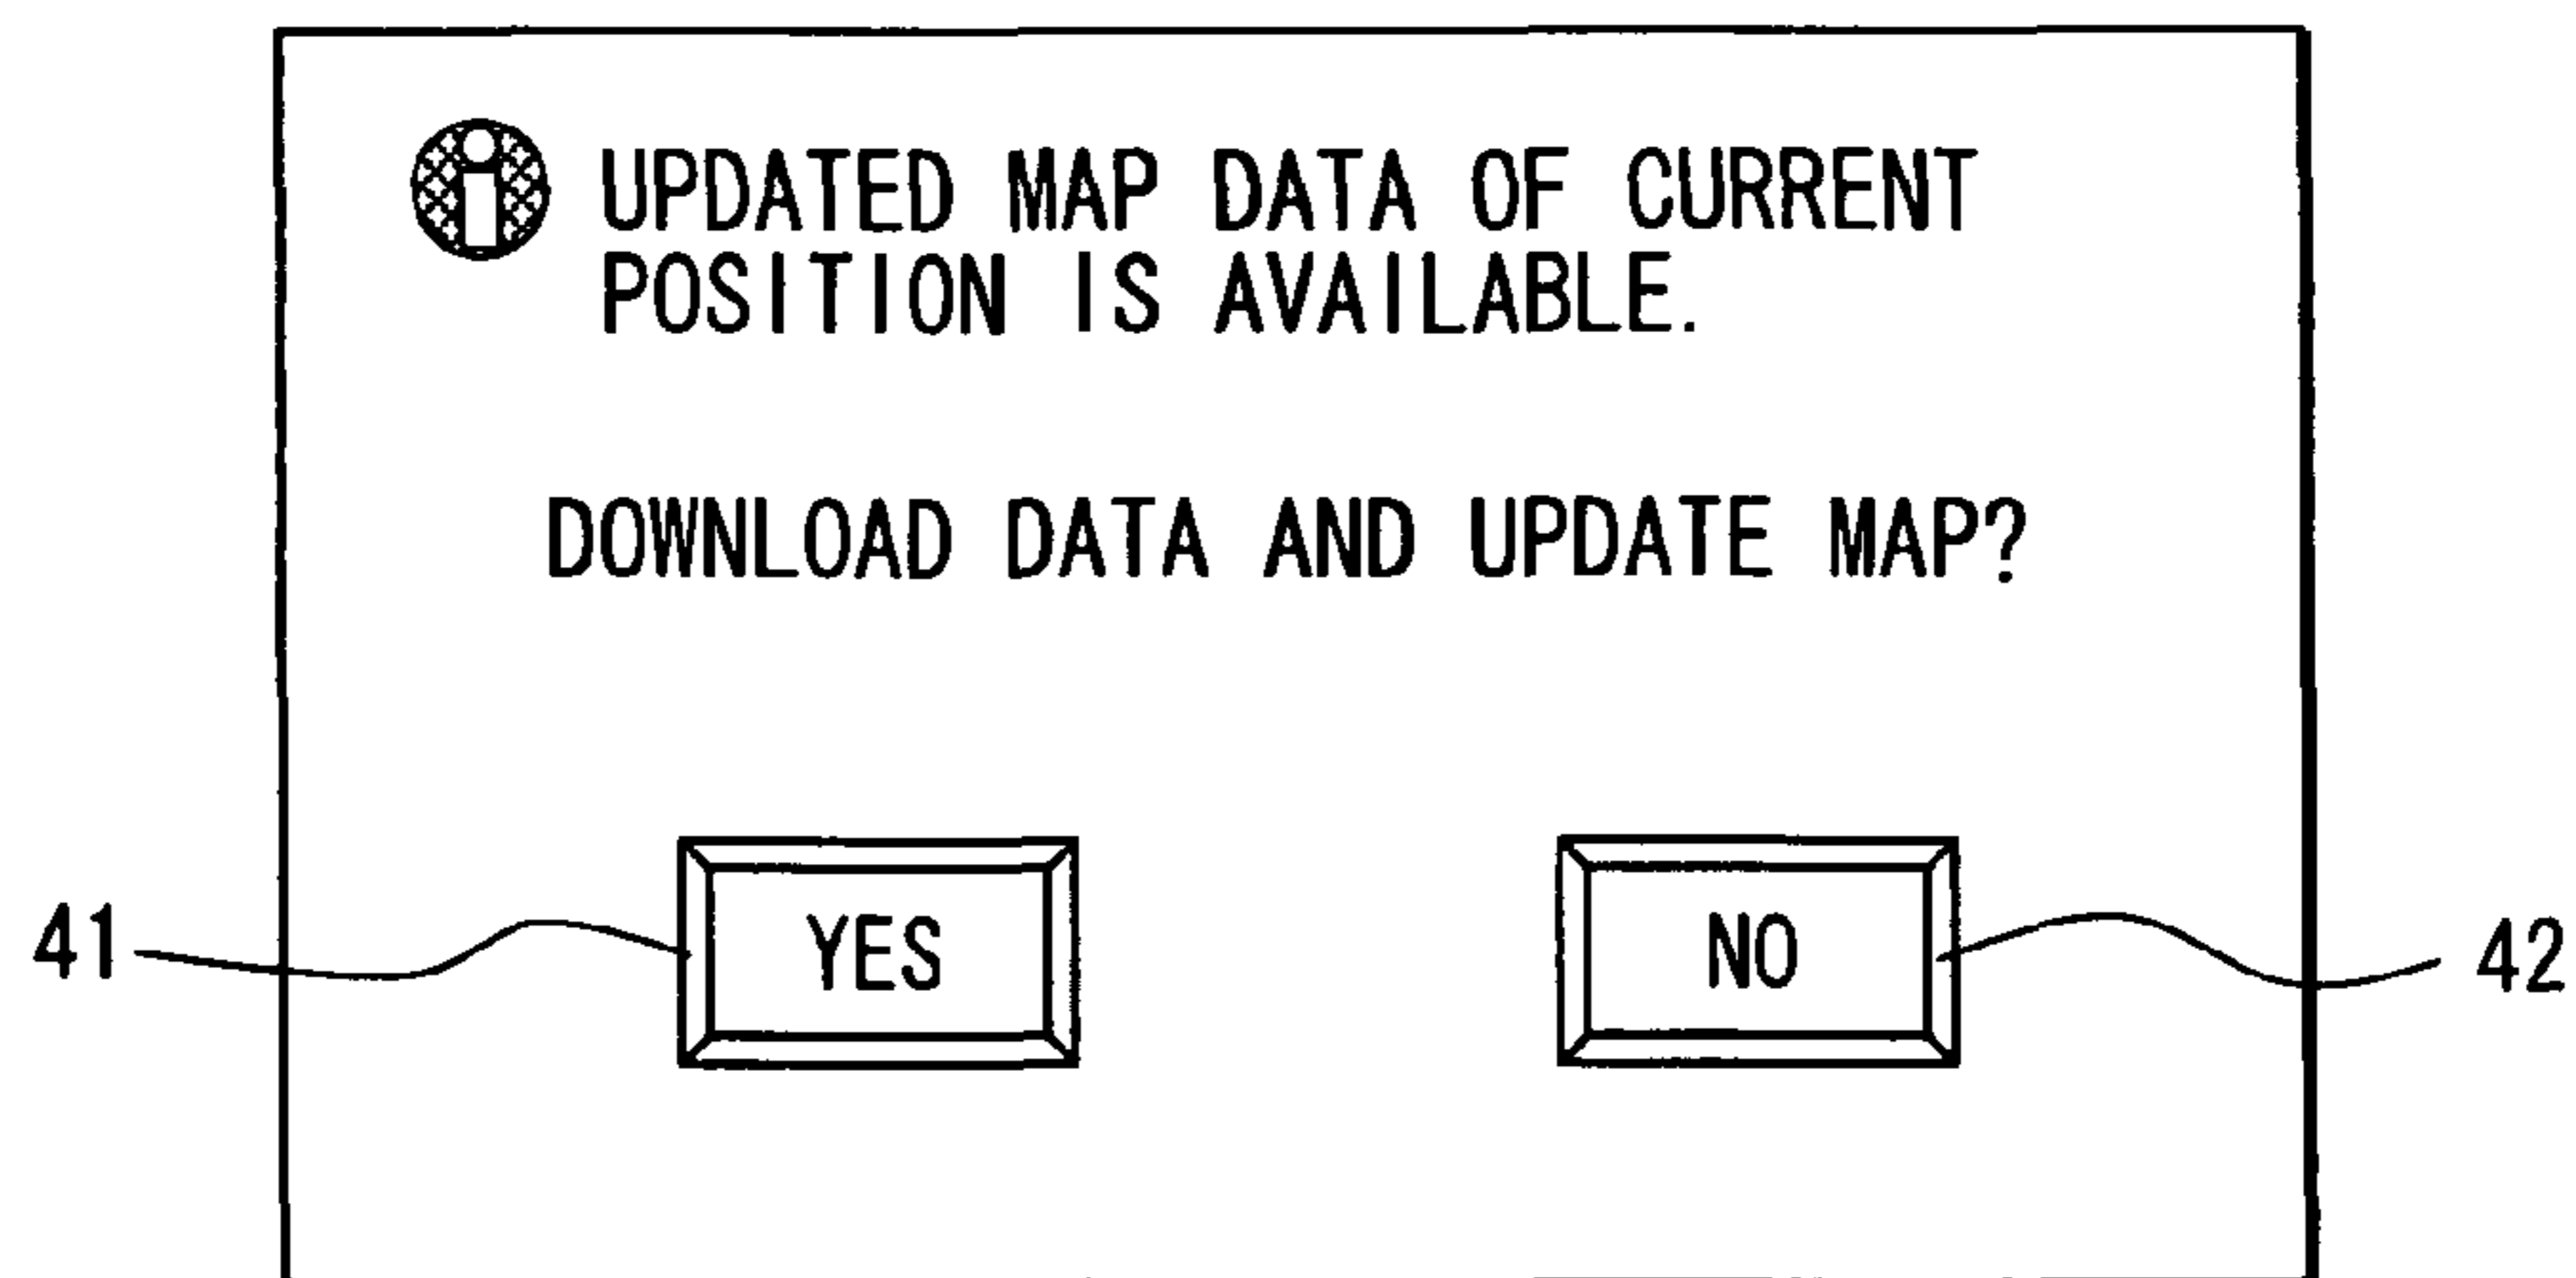 i UPDATED MAP DATA OF CURRENT
POSITION IS AVAILABLE.
DOWNLOAD DATA AND UPDATE MAP?
41 YES NO 42